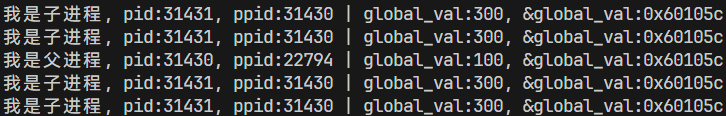 我是子进程, pid:31431, ppid:31430 | global_val:300, &global_val:0x60105c
我是子进程, pid:31431, ppid:31430 | global_val:300, &global_val:0x60105c
我是父进程, pid:31430, ppid:22794 | global_val:100, &global_val:0x60105c
我是子进程, pid:31431, ppid:31430 | global_val:300, &global_val:0x60105c
我是子进程, pid:31431, ppid:31430 | global_val:300, &global_val:0x60105c